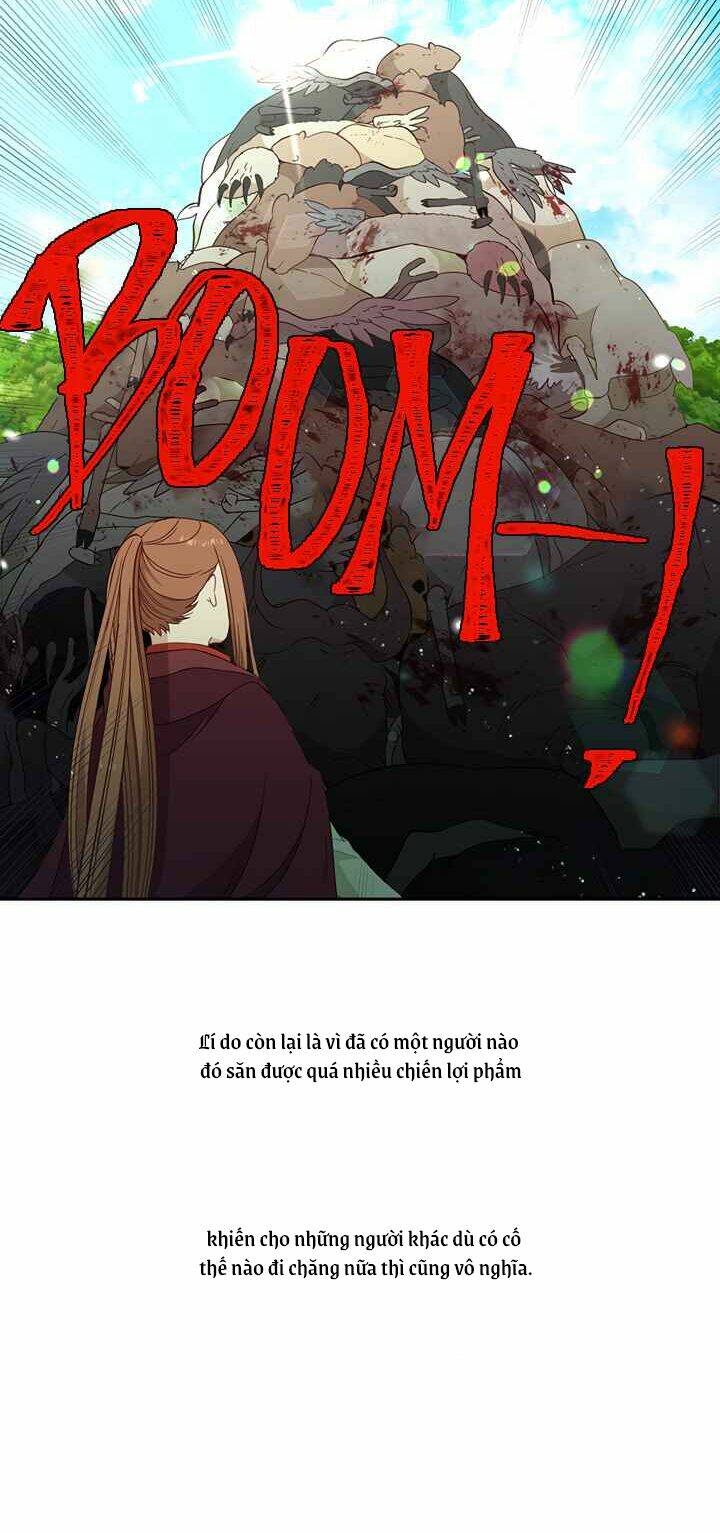 BOOM-!
Lí do còn lại là vì đã có một người nào
đó săn được quá nhiều chiến lợi phẩm
khiến cho những người khác dù có cố
thế nào đi chăng nữa thì cũng vô nghĩa.